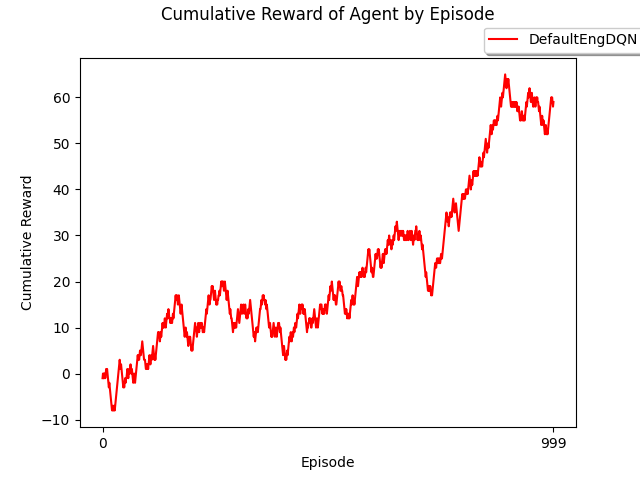 Cumulative Reward of Agent by Episode
DefaultEngDQN
60
50
40
30
20
10
0
−10
Cumulative Reward
0
999
Episode